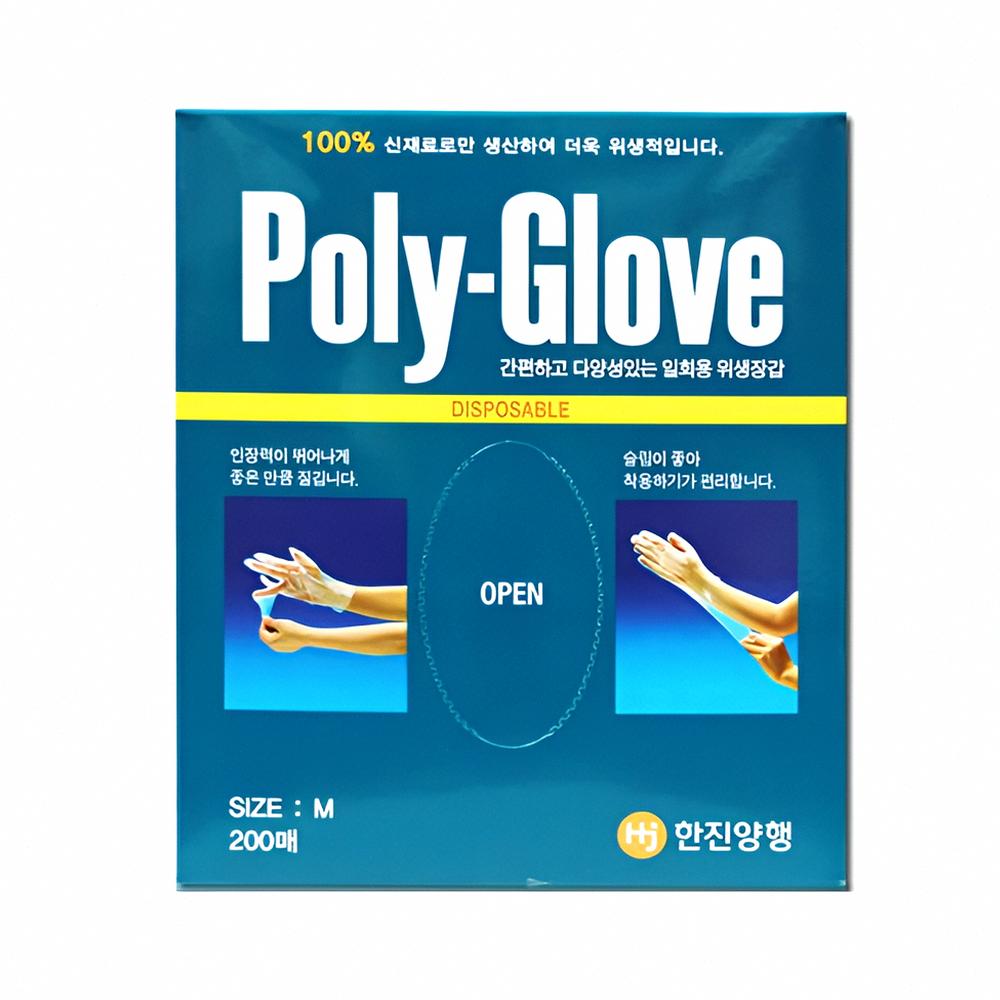 100% 신재료로만 생산하여 더욱 위생적입니다.
Poly-Glove
간편하고 다양성있는 일회용 위생장갑
DISPOSABLE
인장력이 뛰어나게
좋은 만큼 질깁니다.
슬립이 좋아
착용하기가 편리합니다.
OPEN
SIZE : M
200매
Hj 한진양행